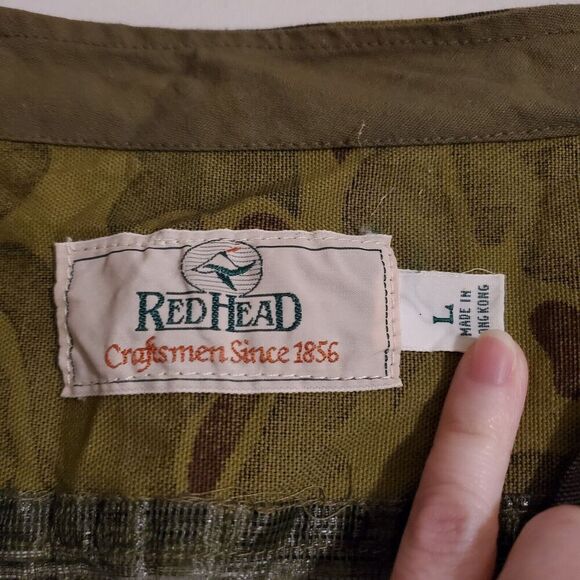 REDHEAD
Craftsmen Since 1856
L
MADE IN
HONG KONG